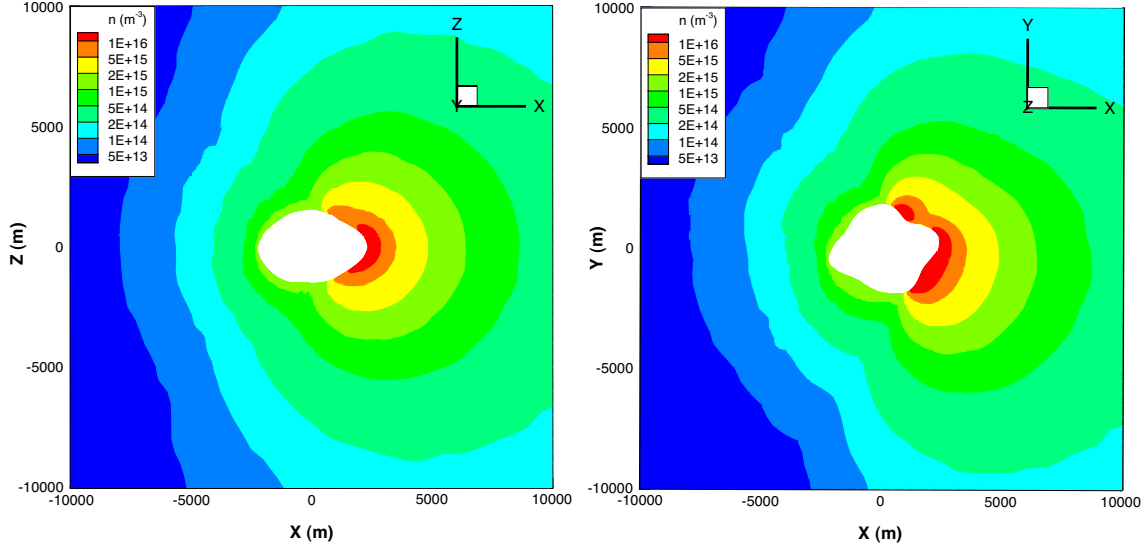 n (m-3)
1E+16
5E+15
2E+15
1E+15
5E+14
2E+14
1E+14
5E+13
Z
Y
X
10000
5000
0
-5000
-10000
Z (m)
-10000
-5000
0
5000
10000
X (m)
n (m-3)
1E+16
5E+15
2E+15
1E+15
5E+14
2E+14
1E+14
5E+13
Y
Z
X
10000
5000
0
-5000
-10000
Y (m)
-10000
-5000
0
5000
10000
X (m)